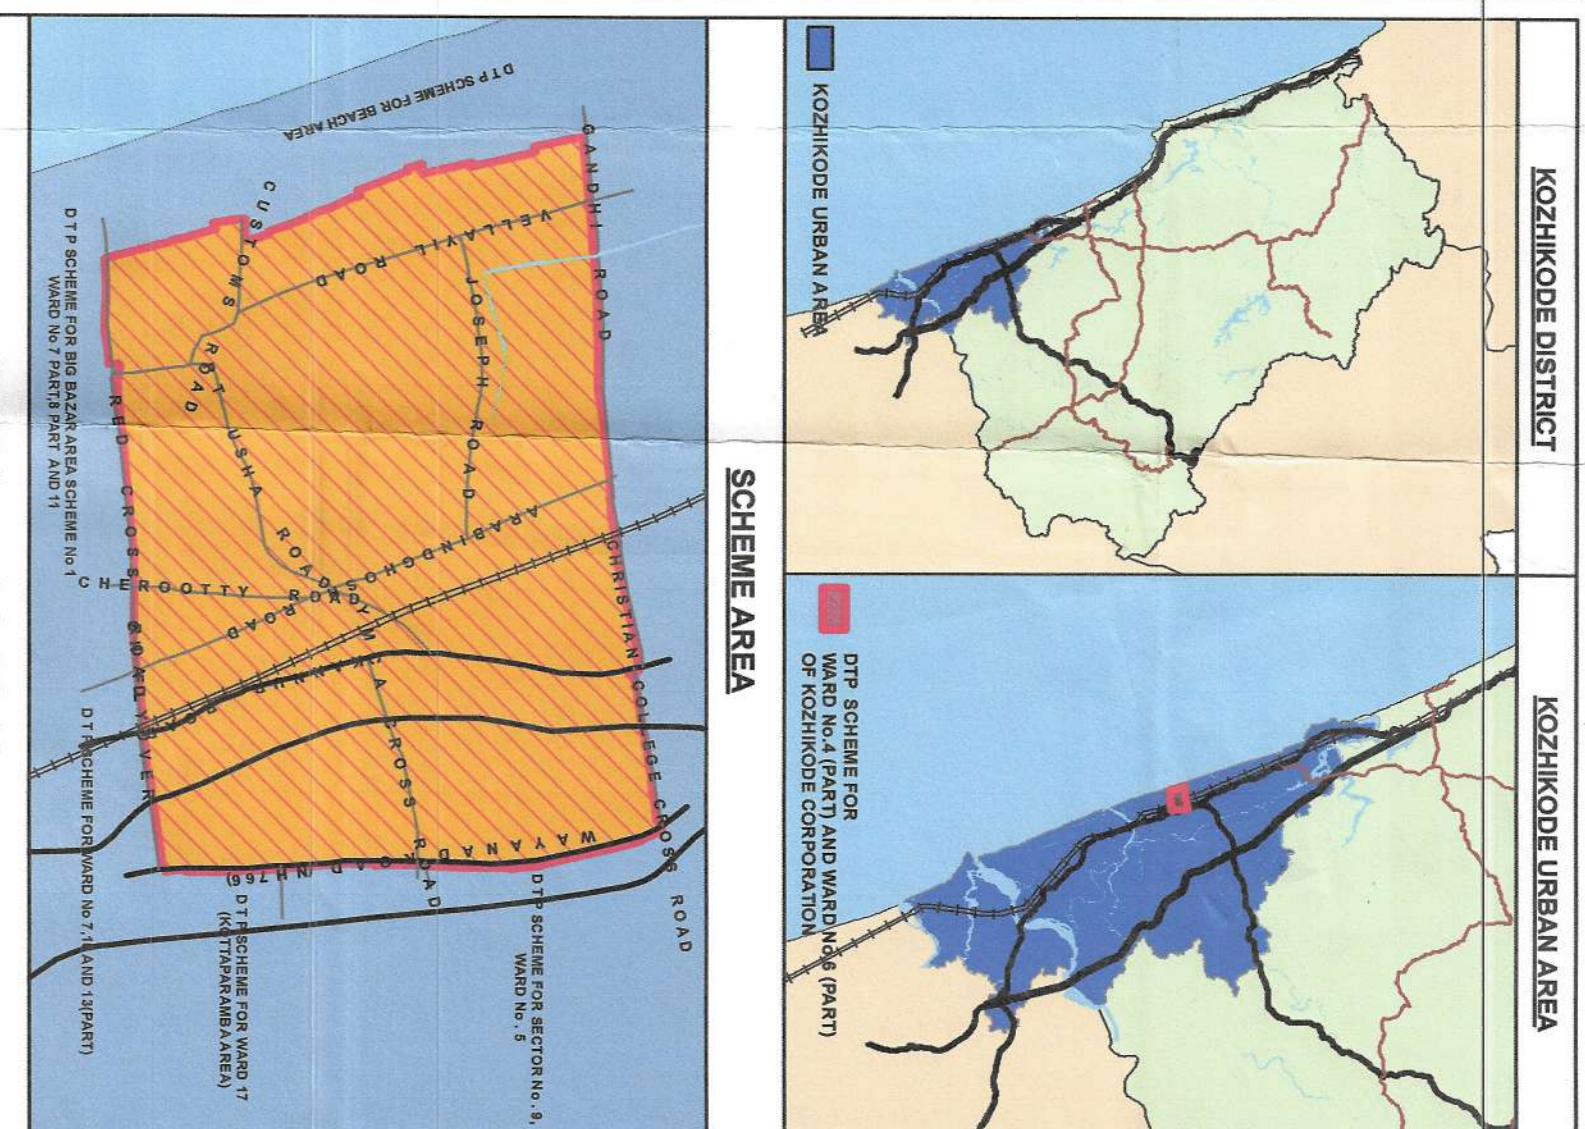 KOZHIKODE DISTRICT
KOZHIKODE URBAN AREA
KOZHIKODE URBAN AREA
DTP SCHEME FOR
WARD No.4 (PART) AND WARD No.6 (PART)
OF KOZHIKODE CORPORATION
SCHEME AREA
DTP SCHEME FOR BEACH AREA
GANDHI ROAD
VELLAYIL ROAD
CUSTOMS ROAD
JOSEPH ROAD
PT USHA ROAD
ARABINDGHOSH ROAD
CHEROOTTY ROAD
CHRISTIAN COLLEGE CROSS ROAD
YMCA CROSS ROAD
KANNUR ROAD
RED CROSS ROAD
FLYOVER
WAYANAD ROAD (NH 766)
DTP SCHEME FOR BIG BAZAR AREA SCHEME No 1
WARD No 7 PART,8 PART AND 11
DTP SCHEME FOR SECTOR No. 9,
WARD No. 5
DTP SCHEME FOR WARD 17
(KOTTAPARAMBA AREA)
DTP SCHEME FOR WARD No 7, AND 13(PART)